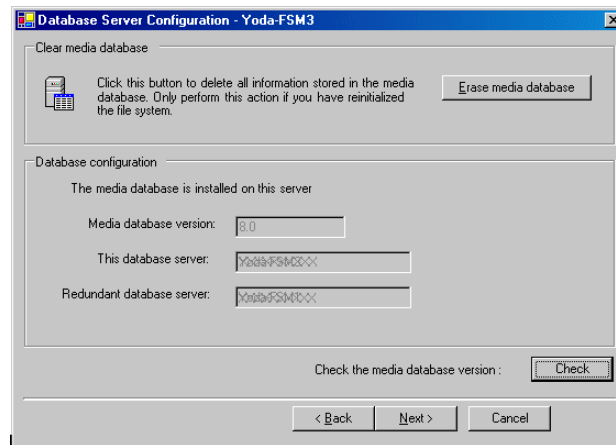 Database Server Configuration - Yoda-FSM3
Clear media database
Click this button to delete all information stored in the media
database. Only perform this action if you have reinitialized
the file system.
Erase media database
Database configuration
The media database is installed on this server
Media database version:
8.0
This database server:
Redundant database server:
Check the media database version :
Check
< Back
Next >
Cancel